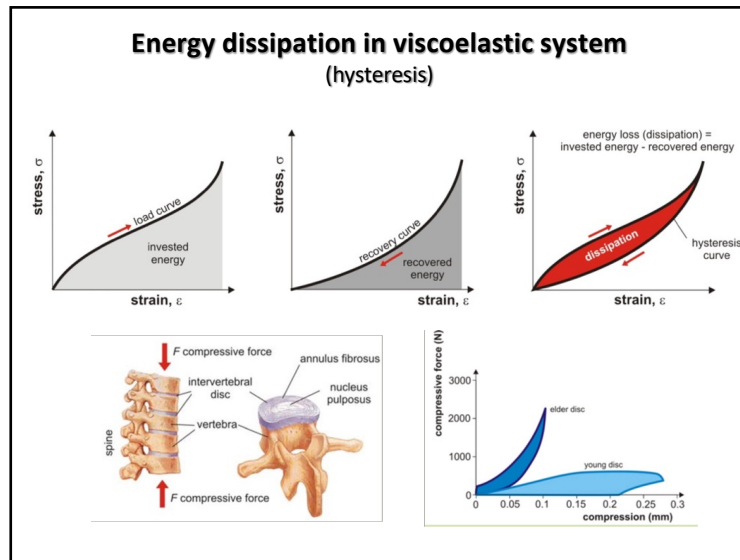 Energy dissipation in viscoelastic system
(hysteresis)
stress, σ
load curve
invested
energy
strain, ε
stress, σ
recovery curve
recovered
energy
strain, ε
energy loss (dissipation) =
invested energy - recovered energy
stress, σ
dissipation
hysteresis
curve
strain, ε
F compressive force
intervertebral
disc
vertebra
spine
F compressive force
annulus fibrosus
nucleus
pulposus
compressive force (N)
3000
2000
1000
0
elder disc
young disc
0
0.05
0.1
0.15
0.2
0.25
0.3
compression (mm)